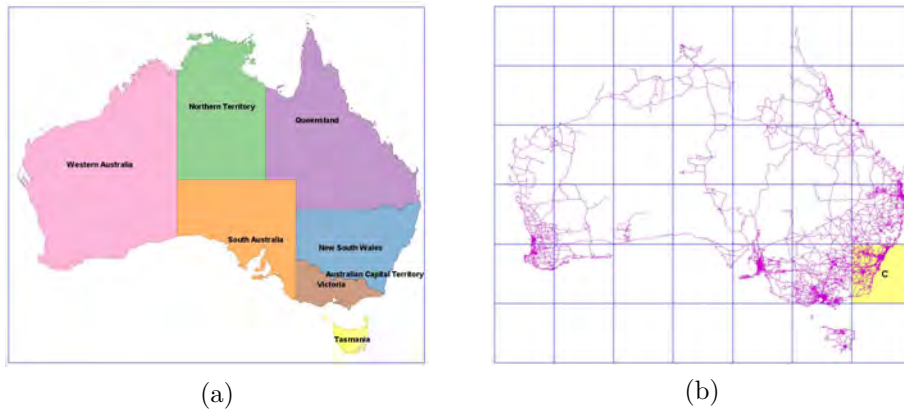 Northern Territory
Queensland
Western Australia
South Australia
New South Wales
Australian Capital Territory
Victoria
Tasmania
C
(a)
(b)